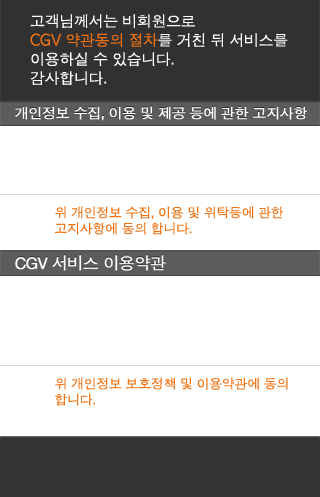 고객님께서는 비회원으로
CGV 약관동의 절차를 거친 뒤 서비스를
이용하실 수 있습니다.
감사합니다.
개인정보 수집, 이용 및 제공 등에 관한 고지사항
위 개인정보 수집, 이용 및 위탁등에 관한
고지사항에 동의 합니다.
CGV 서비스 이용약관
위 개인정보 보호정책 및 이용약관에 동의
합니다.